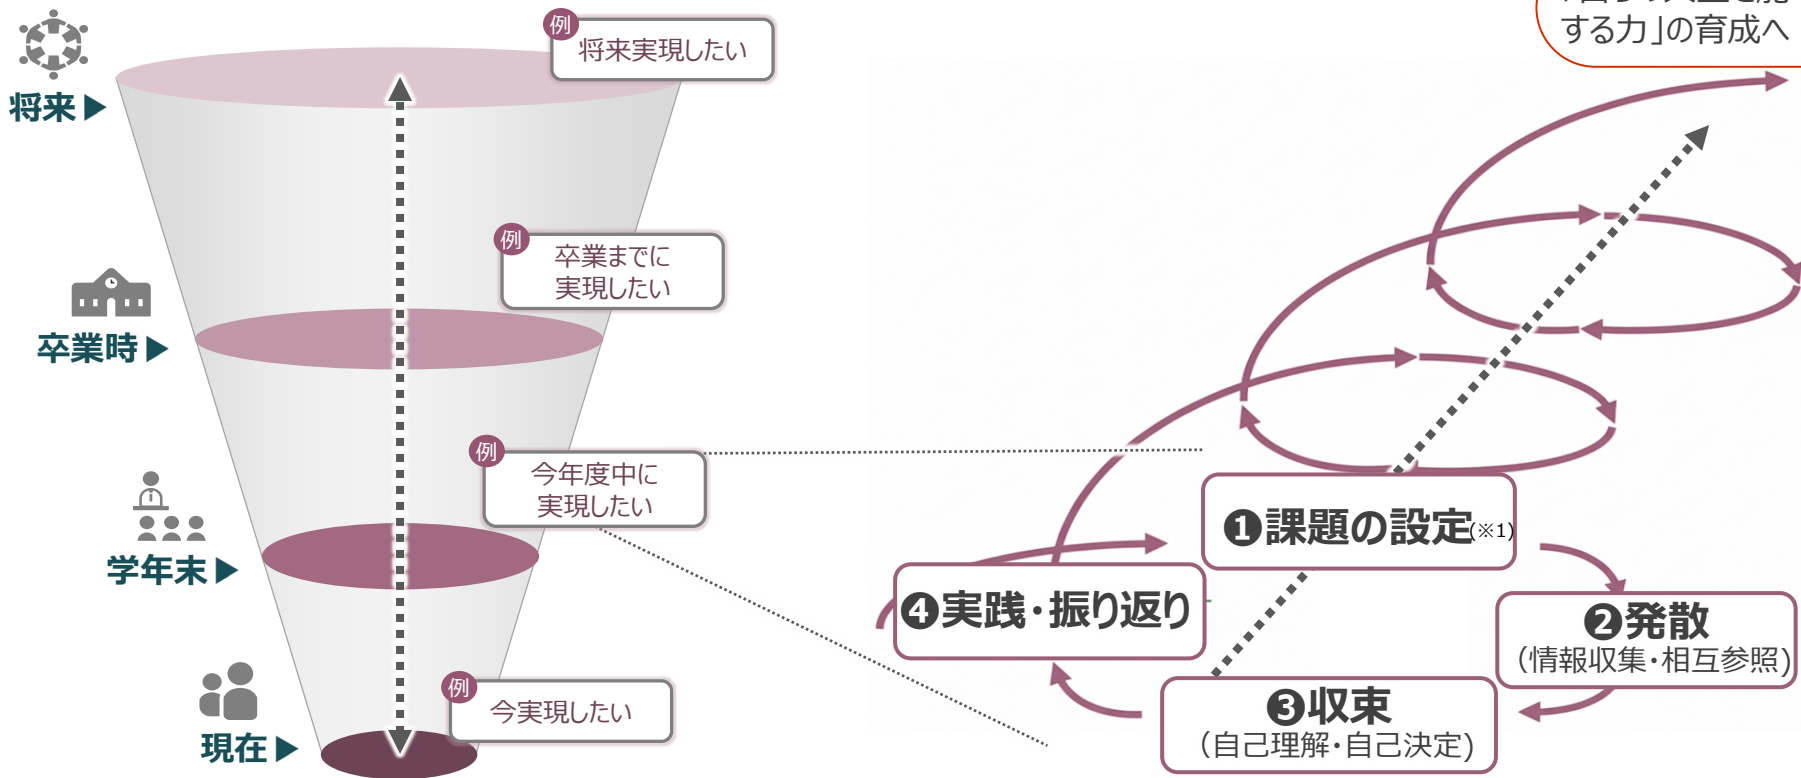 将来▶
例
将来実現したい
卒業時▶
例
卒業までに
実現したい
学年末▶
例
今年度中に
実現したい
現在▶
例
今実現したい
する力」の育成へ
❶課題の設定(※1)
❷発散
(情報収集・相互参照)
❸収束
(自己理解・自己決定)
❹実践・振り返り